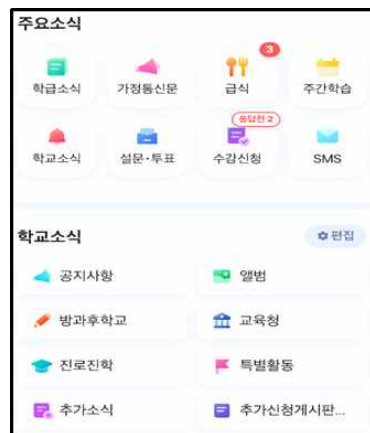 주요소식
3
학급소식 가정통신문 급식 주간학습
응답전 2
학교소식 설문·투표 수강신청 SMS
학교소식 편집
공지사항 앨범
방과후학교 교육청
진로진학 특별활동
추가소식 추가신청게시판...